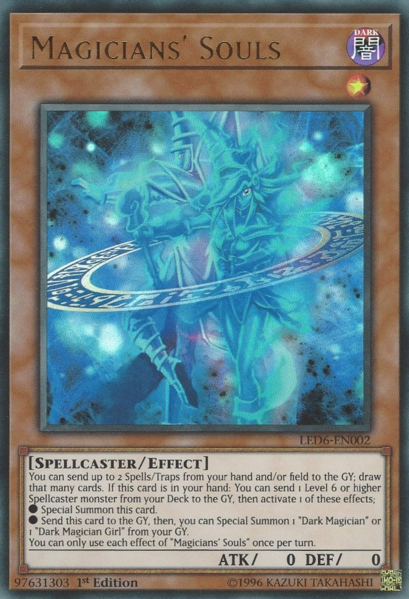 MAGICIANS' SOULS
DARK
闇
LED6-EN002
[SPELLCASTER/EFFECT]
You can send up to 2 Spells/Traps from your hand and/or field to the GY; draw
that many cards. If this card is in your hand: You can send 1 Level 6 or higher
Spellcaster monster from your Deck to the GY, then activate 1 of these effects;
● Special Summon this card.
● Send this card to the GY, then, you can Special Summon 1 "Dark Magician" or
1 "Dark Magician Girl" from your GY.
You can only use each effect of "Magicians' Souls" once per turn.
ATK/ 0 DEF/ 0
97631303 1st Edition ©1996 KAZUKI TAKAHASHI